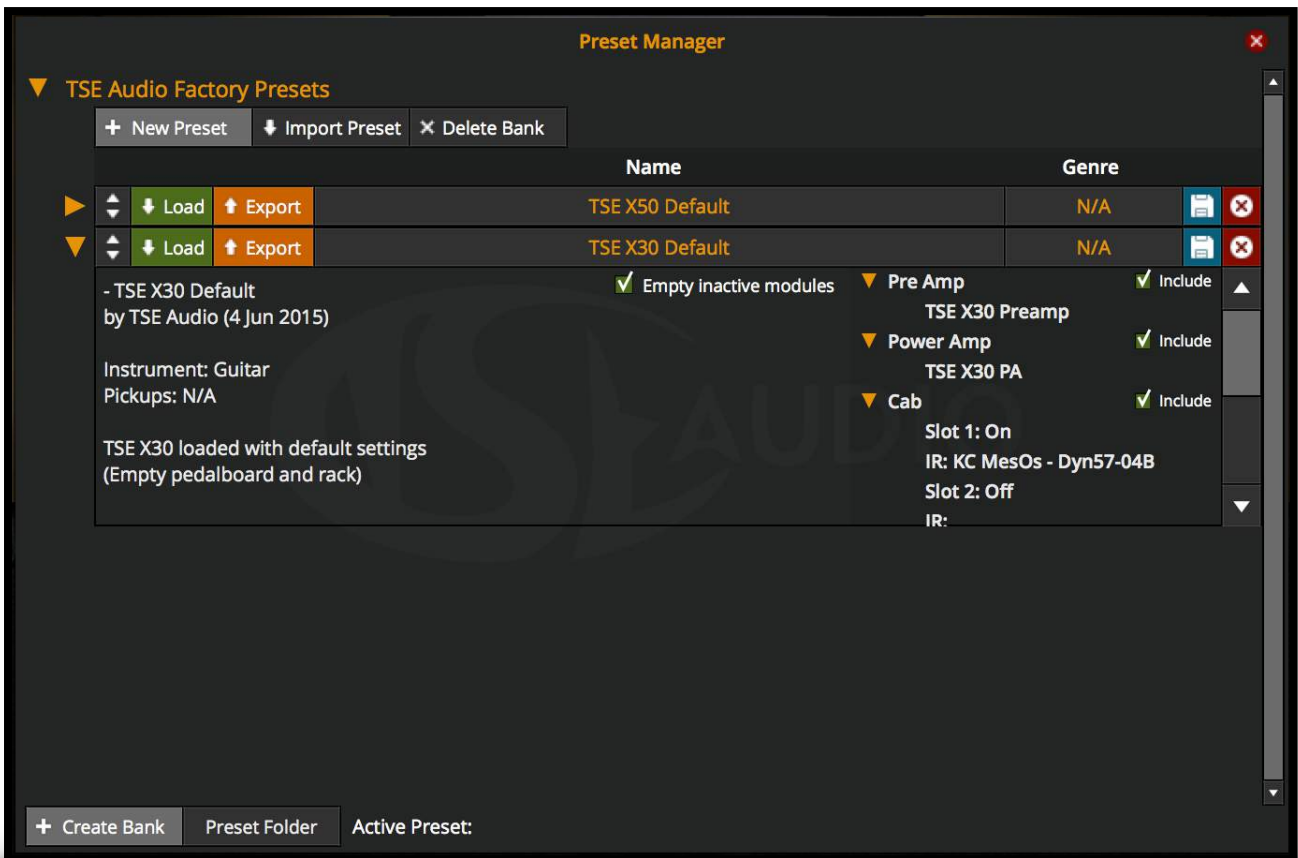 Preset Manager
TSE Audio Factory Presets
+ New Preset Import Preset Delete Bank
Name Genre
Load Export TSE X50 Default N/A
Load Export TSE X30 Default N/A
- TSE X30 Default
by TSE Audio (4 Jun 2015)
Instrument: Guitar
Pickups: N/A
TSE X30 loaded with default settings
(Empty pedalboard and rack)
Empty inactive modules
Pre Amp Include
TSE X30 Preamp
Power Amp Include
TSE X30 PA
Cab Include
Slot 1: On
IR: KC MesOs - Dyn57-04B
Slot 2: Off
IR:
TSE AUDIO
+ Create Bank Preset Folder Active Preset: